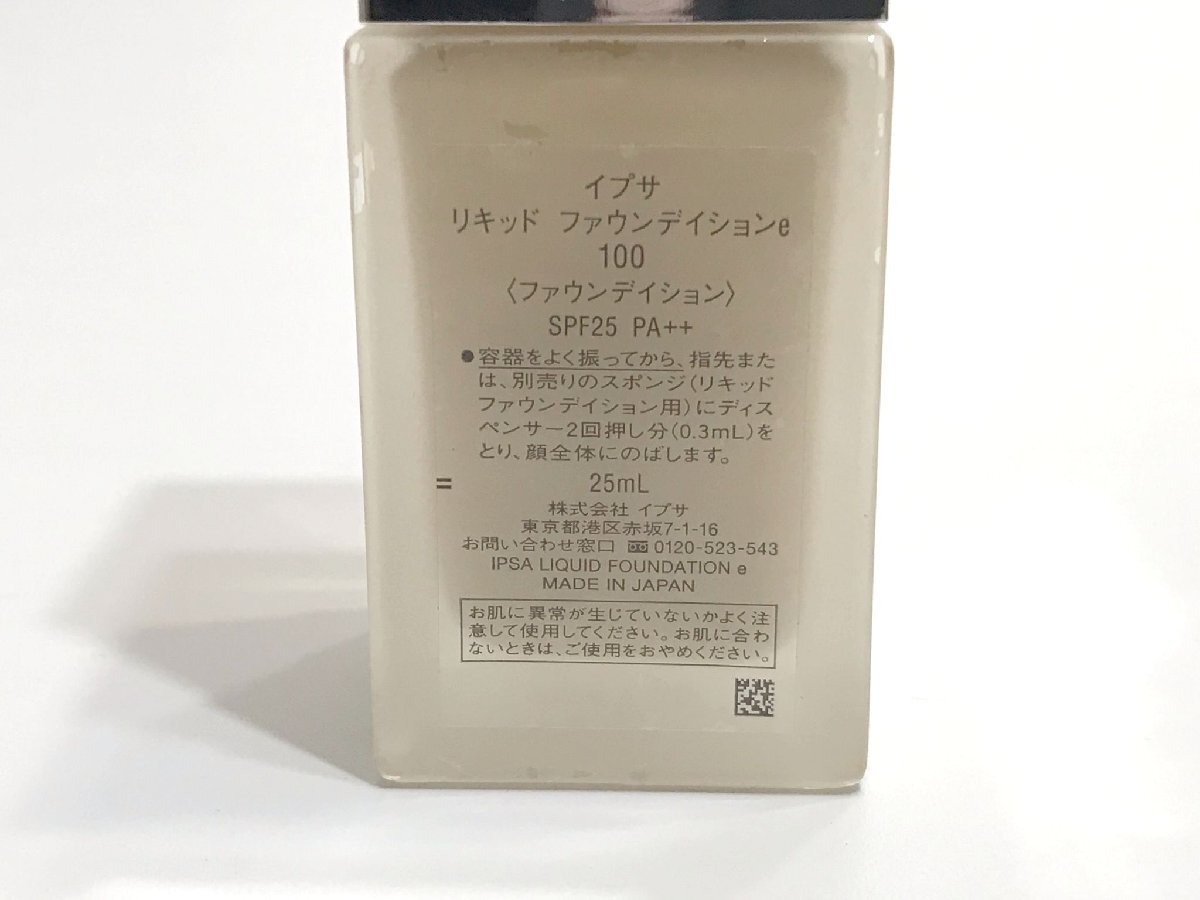 イプサ
リキッド ファウンデイションe
100
〈ファウンデイション〉
SPF25 PA++
●容器をよく振ってから、指先また
は、別売りのスポンジ(リキッド
ファウンデイション用)にディス
ペンサー2回押し分(0.3mL)を
とり、顔全体にのばします。
= 25mL
株式会社 イプサ
東京都港区赤坂7-1-16
お問い合わせ窓口 0120-523-543
IPSA LIQUID FOUNDATION e
MADE IN JAPAN
お肌に異常が生じていないかよく注
意して使用してください。お肌に合わ
ないときは、ご使用をおやめください。